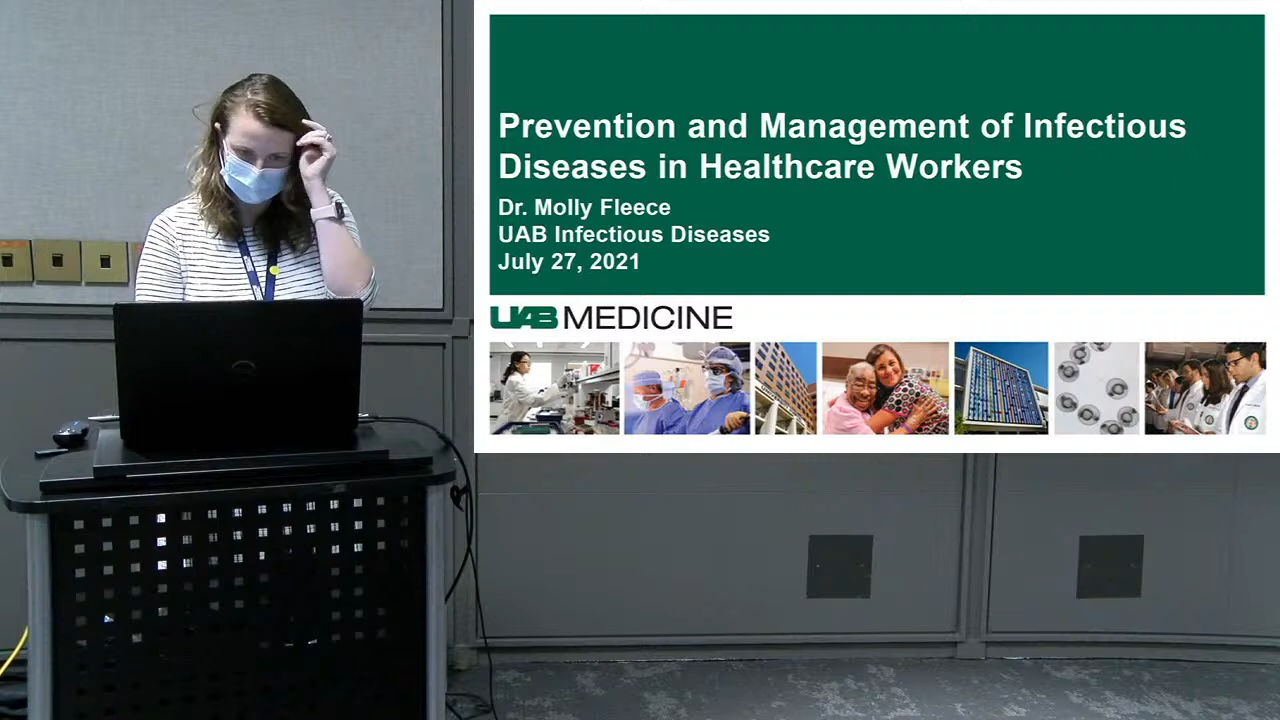 Prevention and Management of Infectious
Diseases in Healthcare Workers
Dr. Molly Fleece
UAB Infectious Diseases
July 27, 2021
UAB MEDICINE